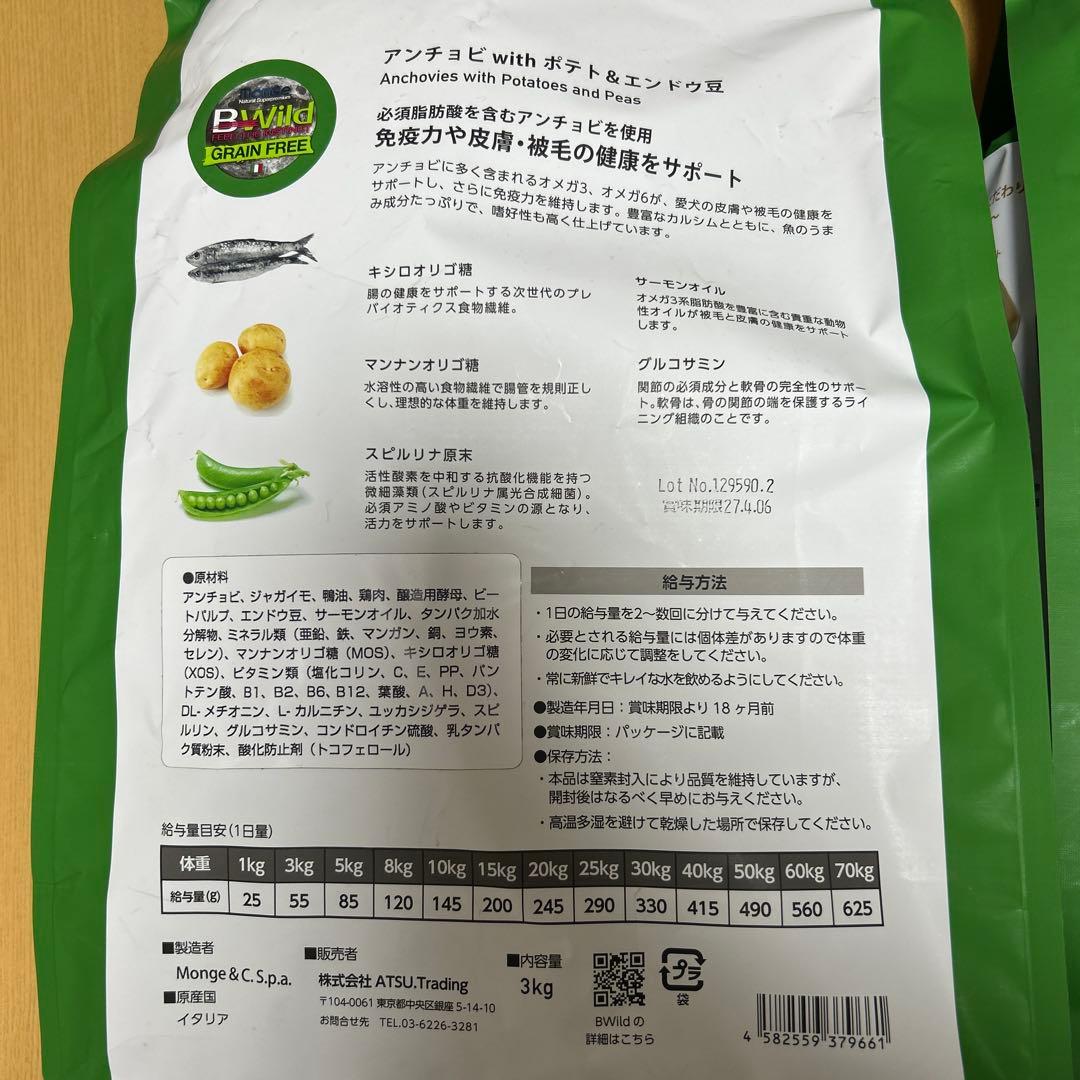 アンチョビ with ポテト＆エンドウ豆
Anchovies with Potatoes and Peas
Monge
Natural Superpremium
BWild
FEED THE INSTINCT
GRAIN FREE
必須脂肪酸を含むアンチョビを使用
免疫力や皮膚・被毛の健康をサポート
アンチョビに多く含まれるオメガ3、オメガ6が、愛犬の皮膚や被毛の健康を
サポートし、さらに免疫力を維持します。豊富なカルシムとともに、魚のうま
み成分たっぷりで、嗜好性も高く仕上げています。
キシロオリゴ糖
腸の健康をサポートする次世代のプレ
バイオティクス食物繊維。
サーモンオイル
オメガ3系脂肪酸を豊富に含む貴重な動物
性オイルが被毛と皮膚の健康をサポート
します。
マンナンオリゴ糖
水溶性の高い食物繊維で腸管を規則正し
くし、理想的な体重を維持します。
グルコサミン
関節の必須成分と軟骨の完全性のサポー
ト。軟骨は、骨の関節の端を保護するライ
ニング組織のことです。
スピルリナ原末
活性酸素を中和する抗酸化機能を持つ
微細藻類（スピルリナ属光合成細菌）。
必須アミノ酸やビタミンの源となり、
活力をサポートします。
Lot No.129590.2
賞味期限27.4.06
●原材料
アンチョビ、ジャガイモ、鴨油、鶏肉、醸造用酵母、ビー
トパルプ、エンドウ豆、サーモンオイル、タンパク加水
分解物、ミネラル類（亜鉛、鉄、マンガン、銅、ヨウ素、
セレン）、マンナンオリゴ糖（MOS）、キシロオリゴ糖
（XOS）、ビタミン類（塩化コリン、C、E、PP、パン
トテン酸、B1、B2、B6、B12、葉酸、A、H、D3）、
DL-メチオニン、L-カルニチン、ユッカシジゲラ、スピ
ルリン、グルコサミン、コンドロイチン硫酸、乳タンパ
ク質粉末、酸化防止剤（トコフェロール）
給与方法
・1日の給与量を2〜数回に分けて与えてください。
・必要とされる給与量には個体差がありますので体重
の変化に応じて調整をしてください。
・常に新鮮でキレイな水を飲めるようにしてください。
●製造年月日：賞味期限より18ヶ月前
●賞味期限：パッケージに記載
●保存方法：
・本品は窒素封入により品質を維持していますが、
開封後はなるべく早めにお与えください。
・高温多湿を避けて乾燥した場所で保存してください。
給与量目安（1日量）
体重 1kg 3kg 5kg 8kg 10kg 15kg 20kg 25kg 30kg 40kg 50kg 60kg 70kg
給与量(g) 25 55 85 120 145 200 245 290 330 415 490 560 625
■製造者
Monge & C. S.p.a.
■原産国
イタリア
■販売者
株式会社 ATSU.Trading
〒104-0061 東京都中央区銀座 5-14-10
お問合せ先 TEL.03-6226-3281
■内容量
3kg
BWild の
詳細はこちら
プラ
袋
4 582559 379661
だわり